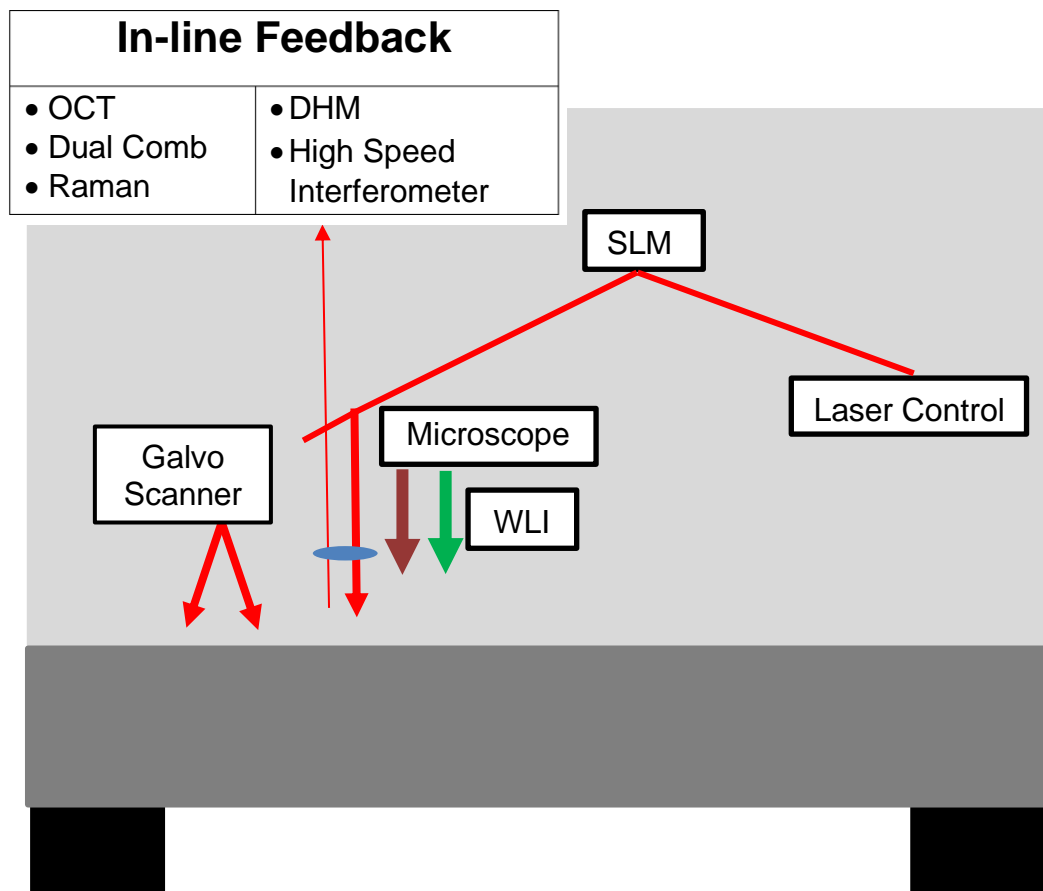 In-line Feedback
• OCT
• Dual Comb
• Raman
• DHM
• High Speed
Interferometer
SLM
Laser Control
Microscope
Galvo
Scanner
WLI